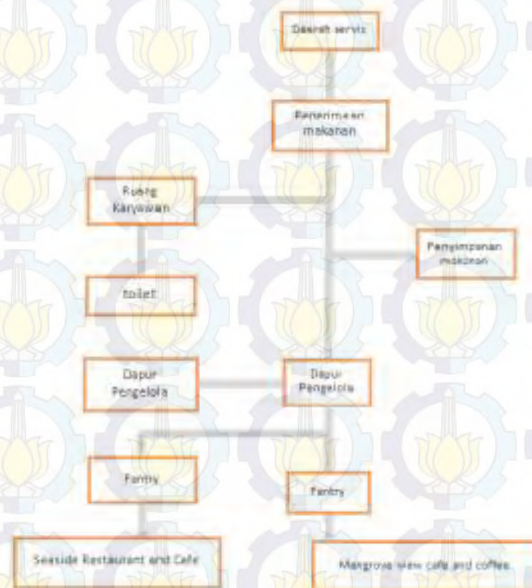 Daerah servis
Penerimaan
makanan
Ruang
Karyawan
Penyimpanan
makanan
toilet
Dapur
Pengelola
Dapur
Pengelola
Pantry
Pantry
Seaside Restaurant and Cafe
Mangrove view cafe and coffee